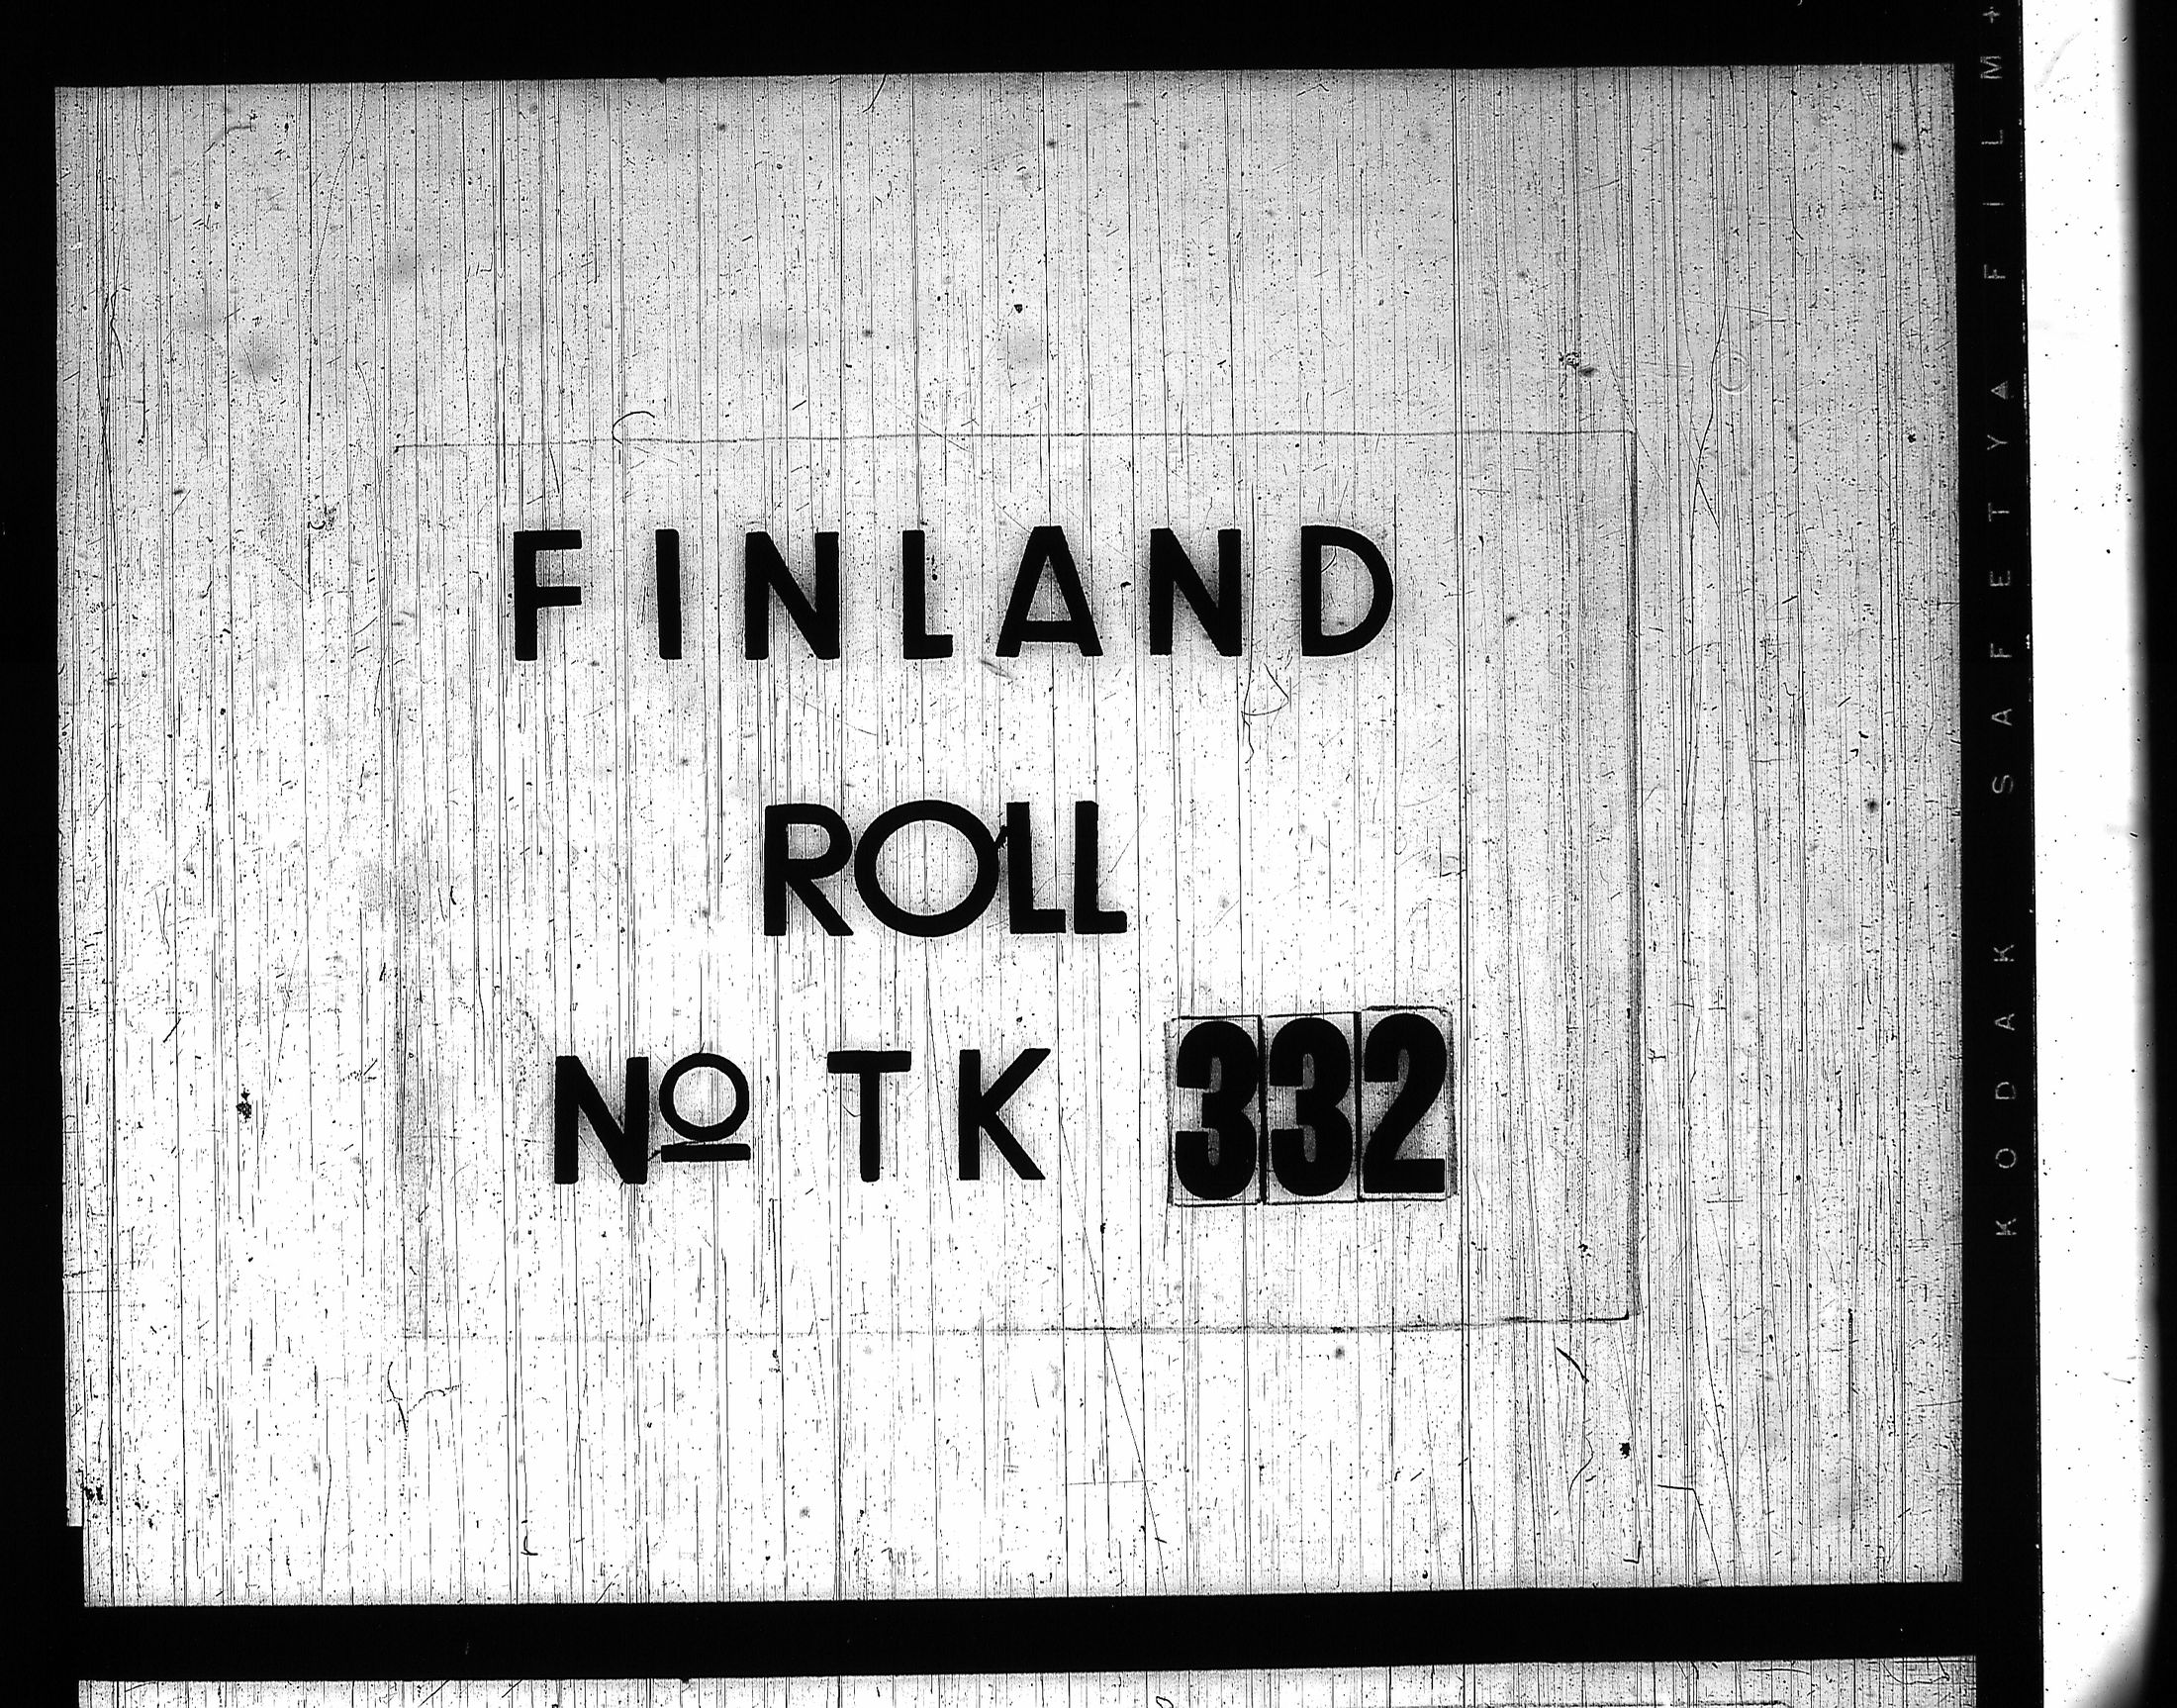 FINLAND
ROLL
Nº TK 332
KODAK SAFETY▲FILM+